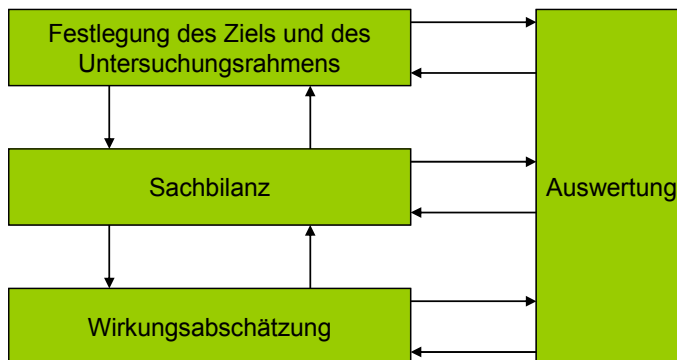 Festlegung des Ziels und des
Untersuchungsrahmens
Sachbilanz
Auswertung
Wirkungsabschätzung